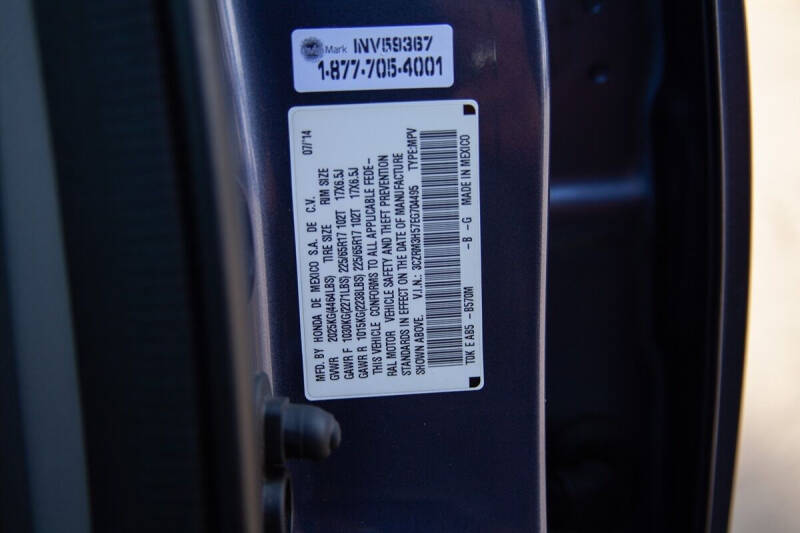 Mark INV59367
1-877-705-4001
MFD. BY HONDA DE MEXICO S.A. DE C.V. 07/'14
GVWR 2025KG(4464LBS) TIRE SIZE RIM SIZE
GAWR F 1030KG(2271LBS) 225/65R17 102T 17X6.5J
GAWR R 1015KG(2238LBS) 225/65R17 102T 17X6.5J
THIS VEHICLE CONFORMS TO ALL APPLICABLE FEDE-
RAL MOTOR VEHICLE SAFETY AND THEFT PREVENTION
STANDARDS IN EFFECT ON THE DATE OF MANUFACTURE
SHOWN ABOVE. V.I.N.: 3CZRM3H57EG704495 TYPE:MPV
TOK E AB5 - B570M -B -G MADE IN MEXICO